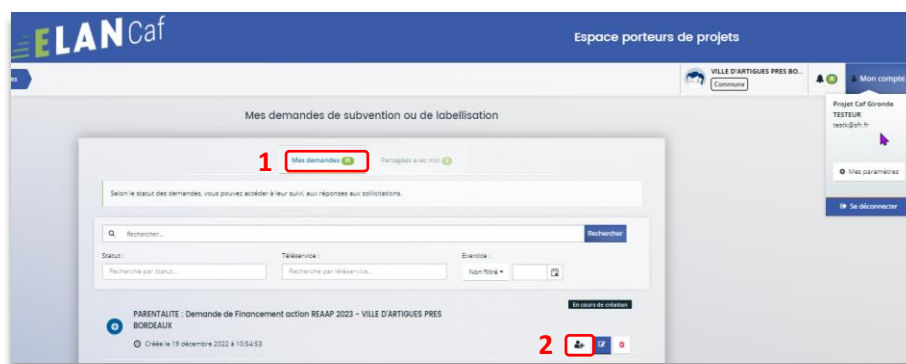 ELAN Caf
Espace porteurs de projets
VILLE D'ARTIGUES PRES BO...
Commune
Mon compte
Projet Caf Gironde
TESTEUR
Mes paramètres
Se déconnecter
Mes demandes de subvention ou de labellisation
1 Mes demandes
Partagées avec moi
Selon le statut des demandes, vous pouvez accéder à leur suivi, aux réponses aux sollicitations.
Rechercher...
Rechercher
Statut :
Téléservice :
Exercice :
Recherche par statut...
Recherche par téléservice...
Non filtré
En cours de création
PARENTALITE : Demande de Financement action REAAP 2023 - VILLE D'ARTIGUES PRES
BORDEAUX
Créée le 19 décembre 2022 à 10:54:53
2